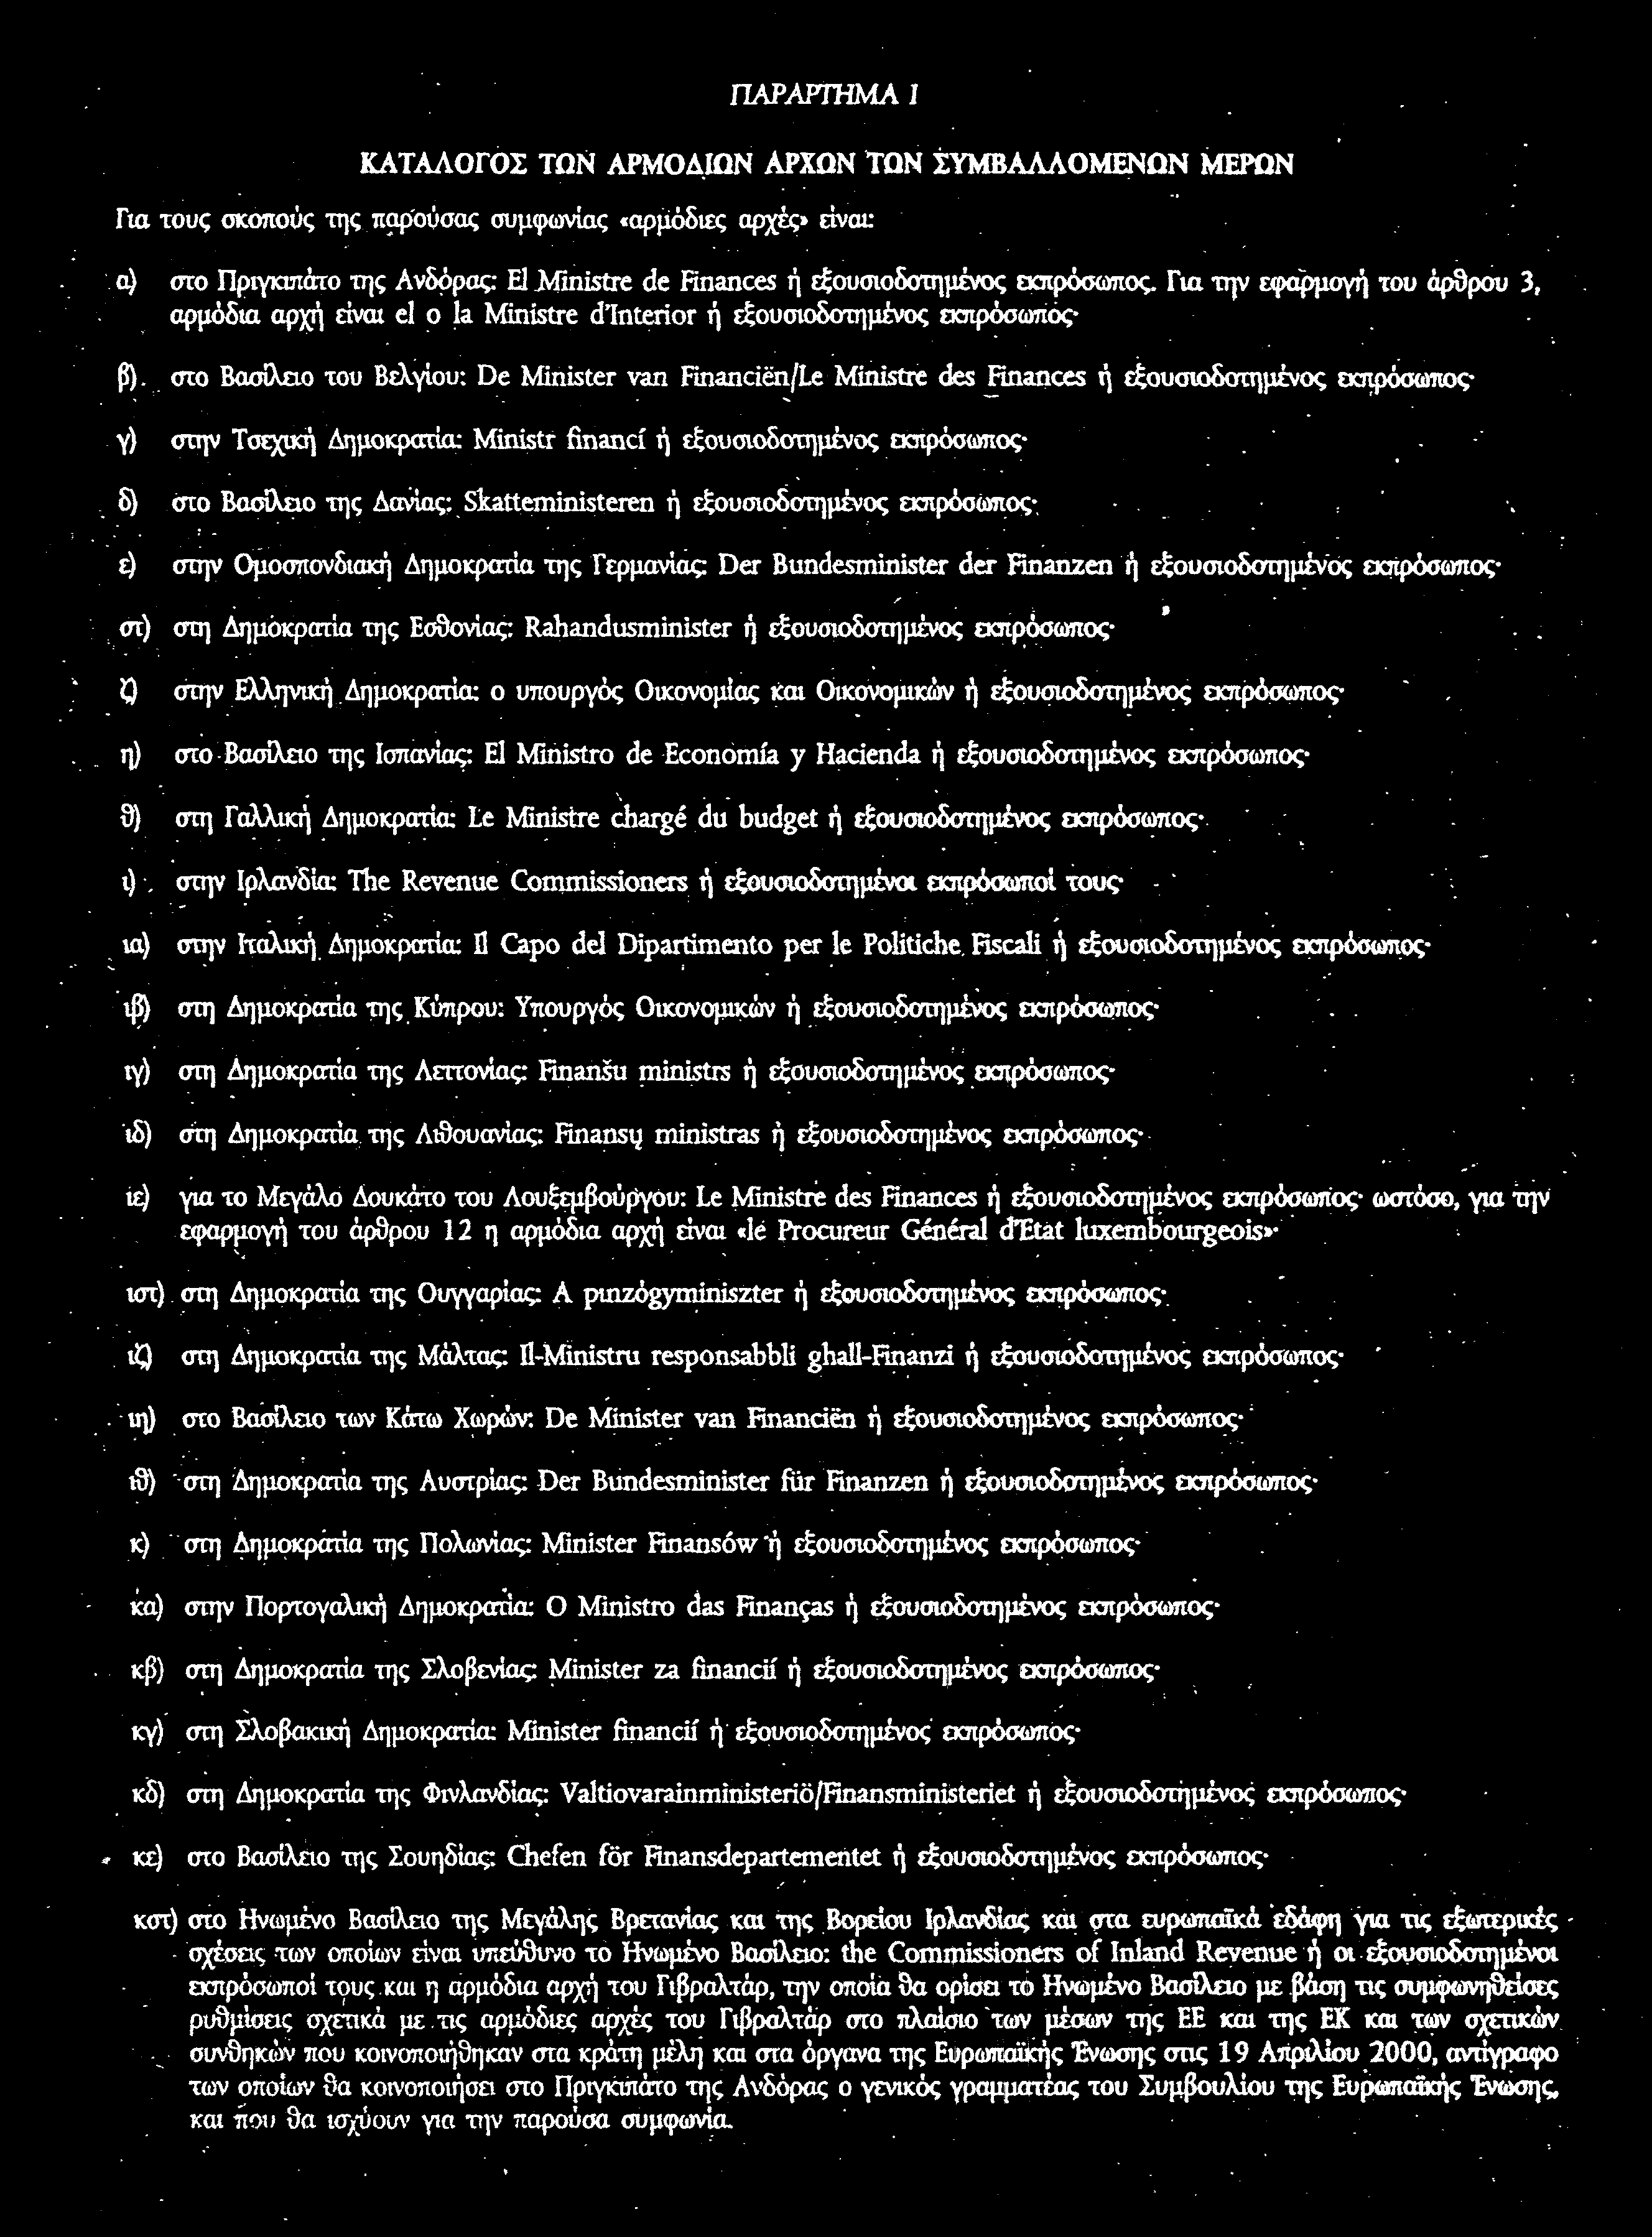 ΠΑΡΑΡΤΗΜΑ I
ΚΑΤΑΛΟΓΟΣ ΤΩΝ ΑΡΜΟΔΙΩΝ ΑΡΧΩΝ ΤΩΝ ΣΥΜΒΑΛΛΟΜΕΝΩΝ ΜΕΡΩΝ
Για τους σκοπούς της παρούσας συμφωνίας «αρμόδιες αρχές» είναι:
α) στο Πριγκιπάτο της Ανδόρας: El Ministre de Finances ή εξουσιοδοτημένος εκπρόσωπος. Για την εφαρμογή του άρθρου 3,
αρμόδια αρχή είναι el o la Ministre d'Interior ή εξουσιοδοτημένος εκπρόσωπός·
β) στο Βασίλειο του Βελγίου: De Minister van Financiën/Le Ministre des Finances ή εξουσιοδοτημένος εκπρόσωπος·
γ) στην Τσεχική Δημοκρατία: Ministr financí ή εξουσιοδοτημένος εκπρόσωπος·
δ) στο Βασίλειο της Δανίας: Skatteministeren ή εξουσιοδοτημένος εκπρόσωπος·
ε) στην Ομοσπονδιακή Δημοκρατία της Γερμανίας: Der Bundesminister der Finanzen ή εξουσιοδοτημένος εκπρόσωπος·
στ) στη Δημοκρατία της Εσθονίας: Rahandusminister ή εξουσιοδοτημένος εκπρόσωπος·
ζ) στην Ελληνική Δημοκρατία: ο υπουργός Οικονομίας και Οικονομικών ή εξουσιοδοτημένος εκπρόσωπος·
η) στο Βασίλειο της Ισπανίας: El Ministro de Economía y Hacienda ή εξουσιοδοτημένος εκπρόσωπος·
θ) στη Γαλλική Δημοκρατία: Le Ministre chargé du budget ή εξουσιοδοτημένος εκπρόσωπος·
ι) στην Ιρλανδία: The Revenue Commissioners ή εξουσιοδοτημένοι εκπρόσωποί τους·
ια) στην Ιταλική Δημοκρατία: Il Capo del Dipartimento per le Politiche Fiscali ή εξουσιοδοτημένος εκπρόσωπος·
ιβ) στη Δημοκρατία της Κύπρου: Υπουργός Οικονομικών ή εξουσιοδοτημένος εκπρόσωπος·
ιγ) στη Δημοκρατία της Λεττονίας: Finanšu ministrs ή εξουσιοδοτημένος εκπρόσωπος·
ιδ) στη Δημοκρατία της Λιθουανίας: Finansų ministras ή εξουσιοδοτημένος εκπρόσωπος·
ιε) για το Μεγάλο Δουκάτο του Λουξεμβούργου: Le Ministre des Finances ή εξουσιοδοτημένος εκπρόσωπος· ωστόσο, για την
εφαρμογή του άρθρου 12 η αρμόδια αρχή είναι «le Procureur Général d'Etat luxembourgeois»·
ιστ) στη Δημοκρατία της Ουγγαρίας: A pınzógyminiszter ή εξουσιοδοτημένος εκπρόσωπος·
ιζ) στη Δημοκρατία της Μάλτας: Il-Ministru responsabbli ghall-Finanzi ή εξουσιοδοτημένος εκπρόσωπος·
ιη) στο Βασίλειο των Κάτω Χωρών: De Minister van Financiën ή εξουσιοδοτημένος εκπρόσωπος·
ιθ) στη Δημοκρατία της Αυστρίας: Der Bundesminister für Finanzen ή εξουσιοδοτημένος εκπρόσωπος·
κ) στη Δημοκρατία της Πολωνίας: Minister Finansów ή εξουσιοδοτημένος εκπρόσωπος·
κα) στην Πορτογαλική Δημοκρατία: O Ministro das Finanças ή εξουσιοδοτημένος εκπρόσωπος·
κβ) στη Δημοκρατία της Σλοβενίας: Minister za financií ή εξουσιοδοτημένος εκπρόσωπος·
κγ) στη Σλοβακική Δημοκρατία: Minister financií ή εξουσιοδοτημένος εκπρόσωπος·
κδ) στη Δημοκρατία της Φινλανδίας: Valtiovarainministeriö/Finansministeriet ή εξουσιοδοτημένος εκπρόσωπος·
κε) στο Βασίλειο της Σουηδίας: Chefen för Finansdepartementet ή εξουσιοδοτημένος εκπρόσωπος·
κστ) στο Ηνωμένο Βασίλειο της Μεγάλης Βρετανίας και της Βορείου Ιρλανδίας και στα ευρωπαϊκά εδάφη για τις εξωτερικές
σχέσεις των οποίων είναι υπεύθυνο το Ηνωμένο Βασίλειο: the Commissioners of Inland Revenue ή οι εξουσιοδοτημένοι
εκπρόσωποί τους και η αρμόδια αρχή του Γιβραλτάρ, την οποία θα ορίσει το Ηνωμένο Βασίλειο με βάση τις συμφωνηθείσες
ρυθμίσεις σχετικά με τις αρμόδιες αρχές του Γιβραλτάρ στο πλαίσιο των μέσων της ΕΕ και της ΕΚ και των σχετικών
συνθηκών που κοινοποιήθηκαν στα κράτη μέλη και στα όργανα της Ευρωπαϊκής Ένωσης στις 19 Απριλίου 2000, αντίγραφο
των οποίων θα κοινοποιήσει στο Πριγκιπάτο της Ανδόρας ο γενικός γραμματέας του Συμβουλίου της Ευρωπαϊκής Ένωσης,
και που θα ισχύουν για την παρούσα συμφωνία.